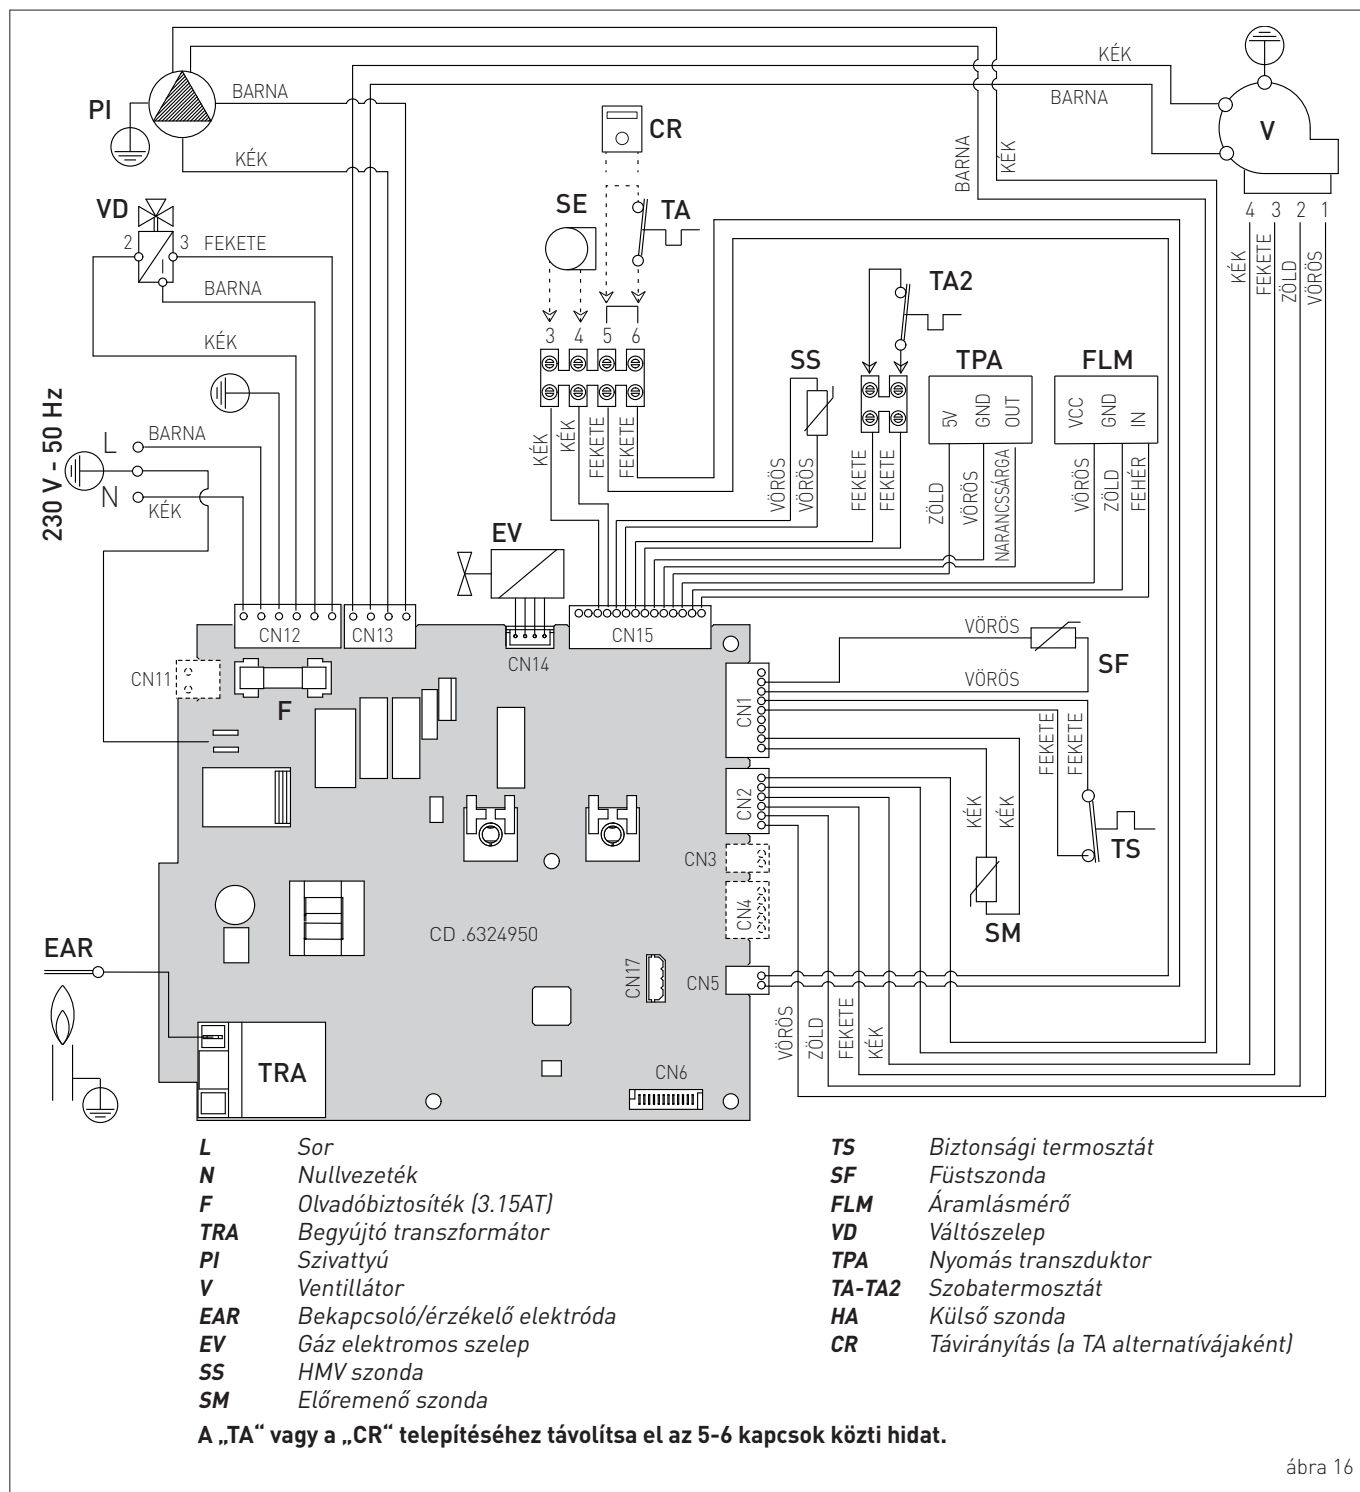 KÉK
BARNA
PI
BARNA
KÉK
CR
V
BARNA
KÉK
SE
TA
VD
2
3
FEKETE
BARNA
KÉK
4
3
2
1
KÉK
FEKETE
ZÖLD
VÖRÖS
TA2
3
4
5
6
SS
TPA
FLM
5V
GND
OUT
VCC
GND
IN
230 V - 50 Hz
L
BARNA
N
KÉK
KÉK
KÉK
FEKETE
FEKETE
VÖRÖS
VÖRÖS
FEKETE
FEKETE
ZÖLD
VÖRÖS
NARANCSSÁRGA
VÖRÖS
ZÖLD
FEHÉR
EV
CN12
CN13
CN14
CN15
CN11
F
VÖRÖS
SF
VÖRÖS
CN1
FEKETE
FEKETE
CN2
KÉK
KÉK
TS
CN3
CN4
SM
CD .6324950
EAR
CN17
CN5
VÖRÖS
ZÖLD
FEKETE
KÉK
TRA
CN6
L Sor
N Nullvezeték
F Olvadóbiztosíték (3.15AT)
TRA Begyújtó transzformátor
PI Szivattyú
V Ventillátor
EAR Bekapcsoló/érzékelő elektróda
EV Gáz elektromos szelep
SS HMV szonda
SM Előremenő szonda
TS Biztonsági termosztát
SF Füstszonda
FLM Áramlásmérő
VD Váltószelep
TPA Nyomás transzduktor
TA-TA2 Szobatermosztát
HA Külső szonda
CR Távirányítás (a TA alternatívájaként)
A „TA“ vagy a „CR“ telepítéséhez távolítsa el az 5-6 kapcsok közti hidat.
ábra 16